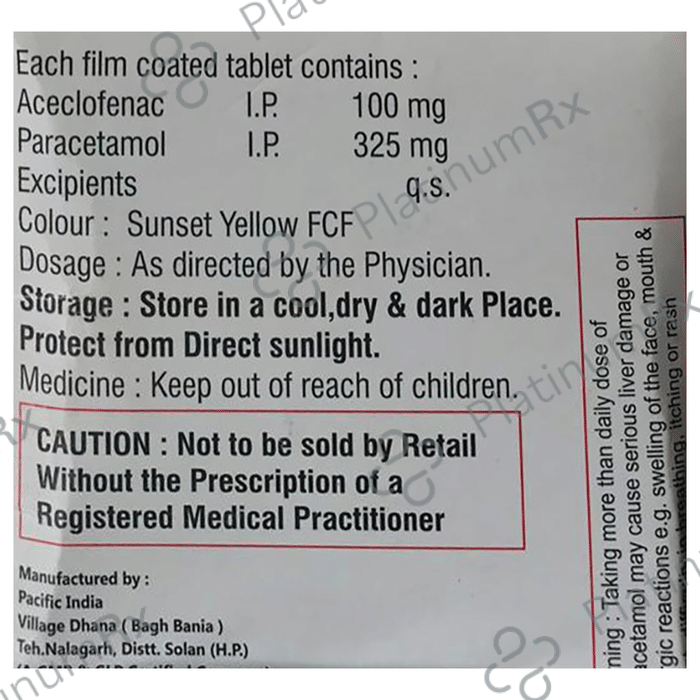 Each film coated tablet contains :
Aceclofenac I.P. 100 mg
Paracetamol I.P. 325 mg
Excipients q.s.
Colour : Sunset Yellow FCF
Dosage : As directed by the Physician.
Storage : Store in a cool,dry & dark Place.
Protect from Direct sunlight.
Medicine : Keep out of reach of children.
CAUTION : Not to be sold by Retail
Without the Prescription of a
Registered Medical Practitioner
Manufactured by :
Pacific India
Village Dhana ( Bagh Bania )
Teh.Nalagarh, Distt. Solan (H.P.)
Taking more than daily dose of
may cause serious liver damage or
reactions e.g. swelling of the face, mouth &
itching or rash
PlatinumRx